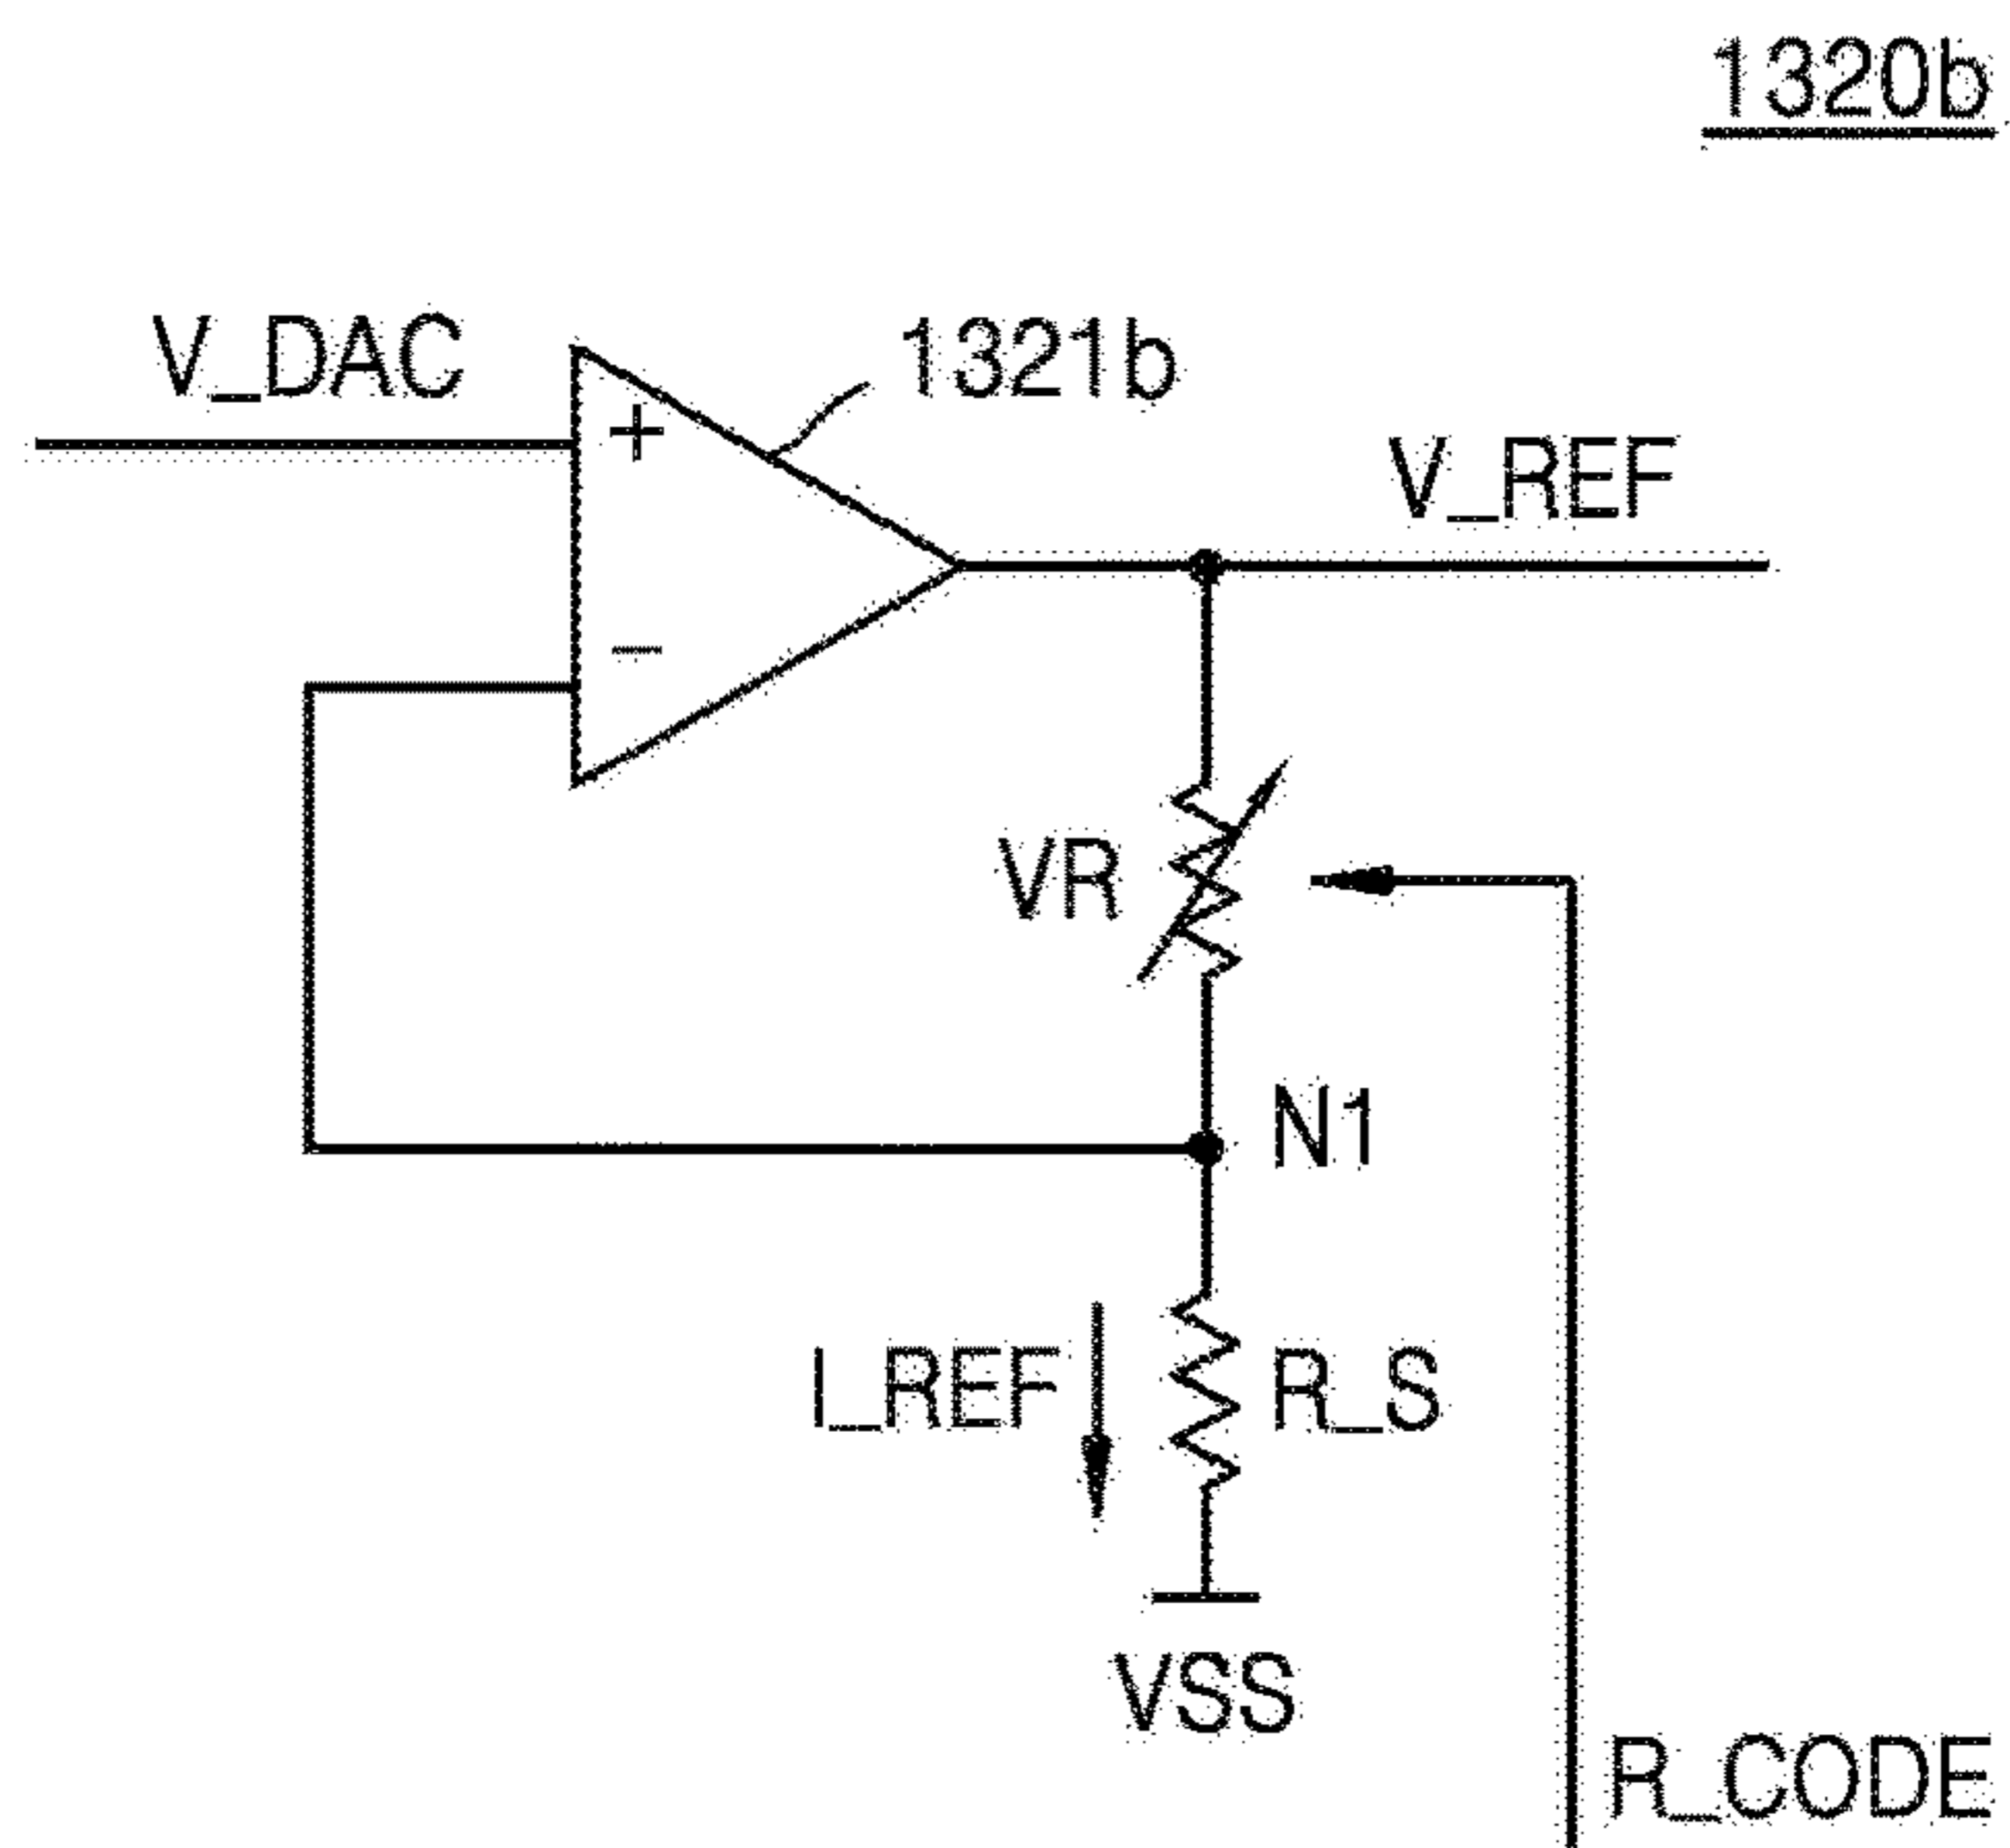 1320b
V_DAC
1321b
+
V_REF
−
VR
N1
I_REF
R_S
VSS
R_CODE